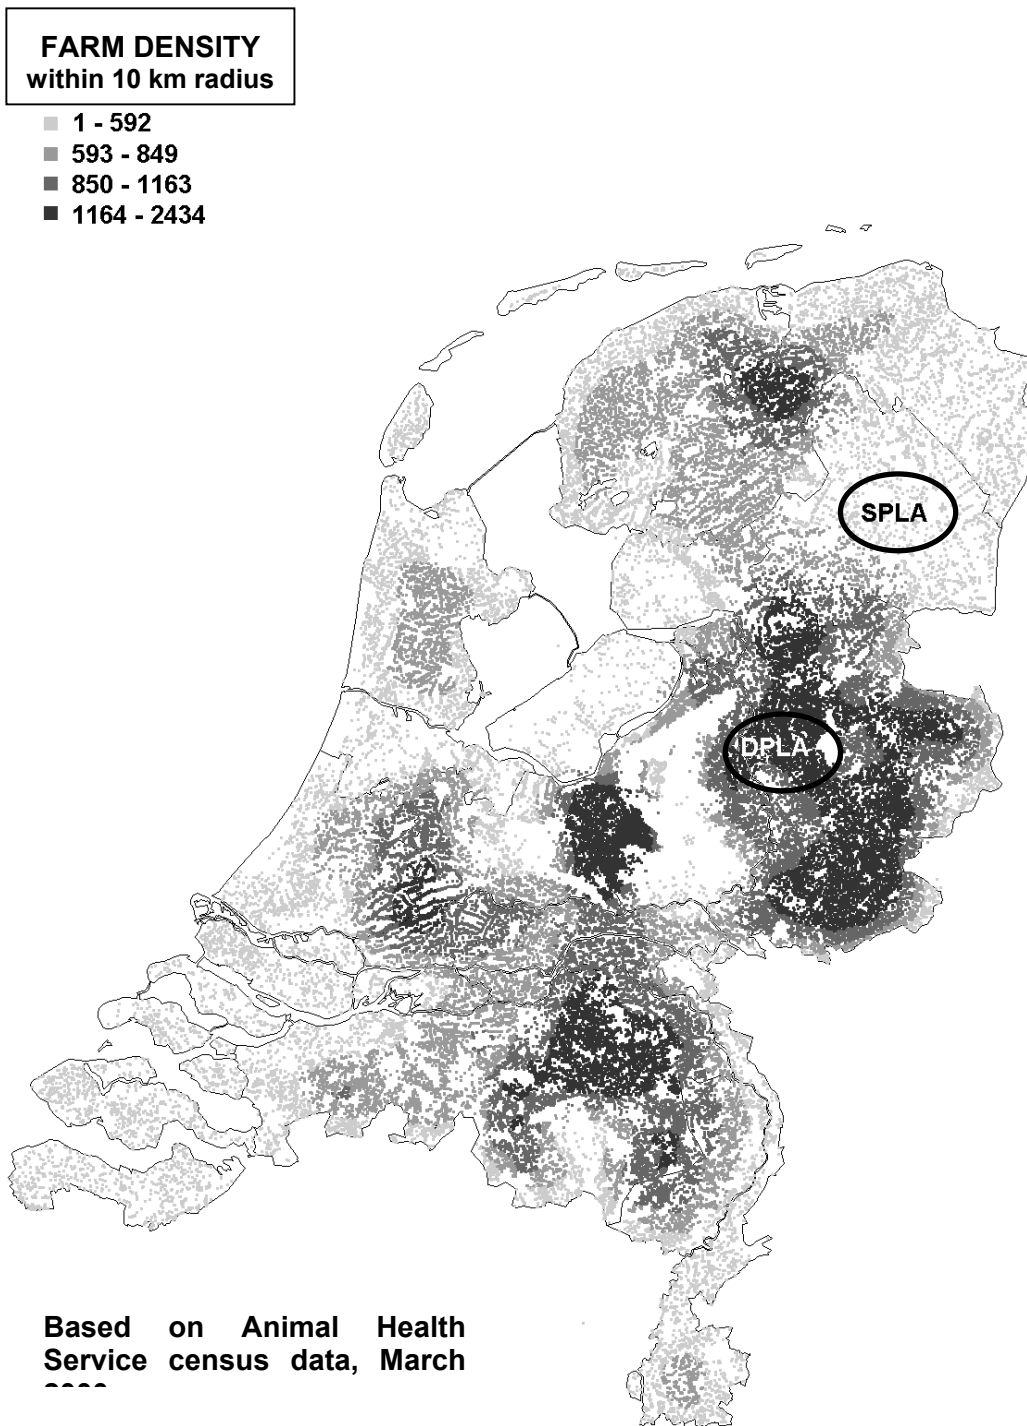 FARM DENSITY
within 10 km radius
1 - 592
593 - 849
850 - 1163
1164 - 2434
SPLA
DPLA
Based on Animal Health
Service census data, March